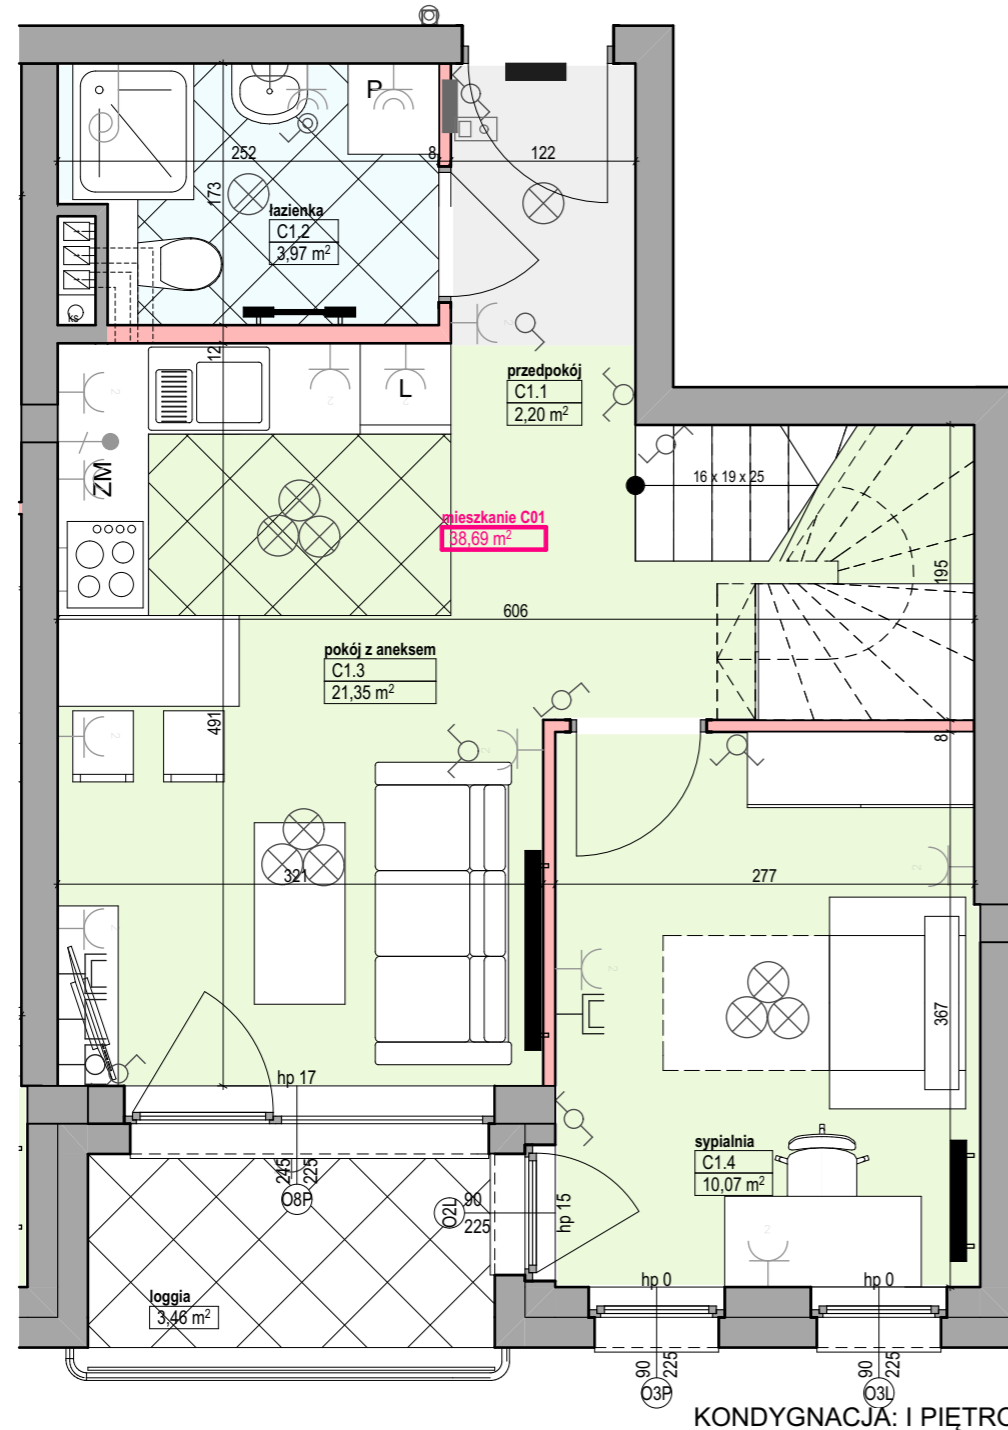 P
252
8
122
173
łazienka
C1.2
3,97 m²
ks
12
L
przedpokój
C1.1
2,20 m²
16 x 19 x 25
ZM
mieszkanie C01
38,69 m²
195
606
pokój z aneksem
C1.3
21,35 m²
491
8
321
277
367
hp 17
sypialnia
C1.4
10,07 m²
245
225
O8P
O2L
90
225
hp 15
loggia
3,46 m²
hp 0
hp 0
90
225
O3P
90
225
O3L
KONDYGNACJA: I PIĘTRO